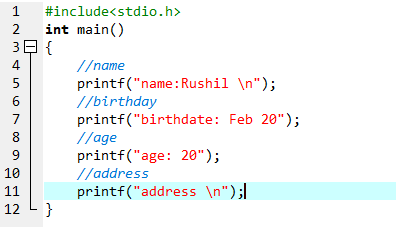 1 #include<stdio.h>
2 int main()
3 {
4 //name
5 printf("name:Rushil \n");
6 //birthday
7 printf("birthdate: Feb 20");
8 //age
9 printf("age: 20");
10 //address
11 printf("address \n");
12 }